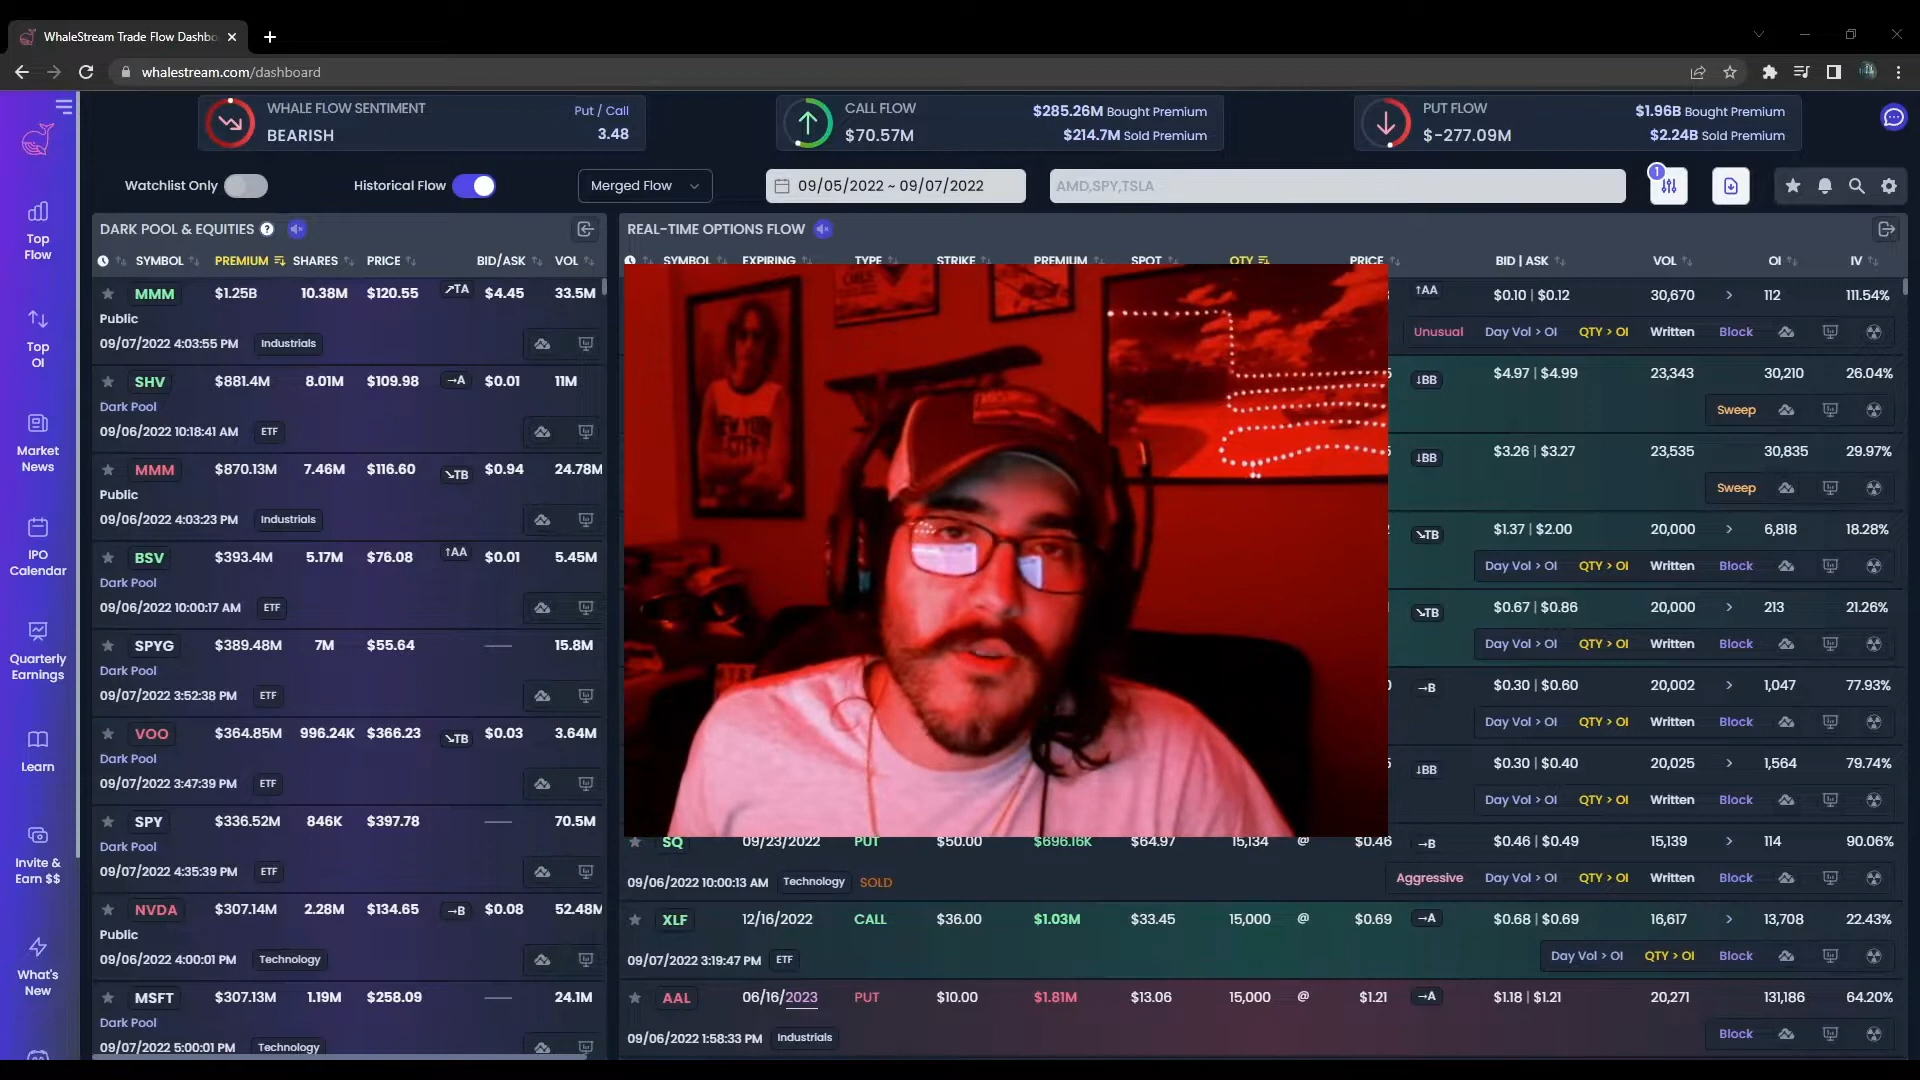 WhaleStream Trade Flow Dashbo
whalestream.com/dashboard
WHALE FLOW SENTIMENT Put / Call
BEARISH 3.48
CALL FLOW $285.26M Bought Premium
$70.57M $214.7M Sold Premium
PUT FLOW $1.96B Bought Premium
$-277.09M $2.24B Sold Premium
Watchlist Only Historical Flow Merged Flow 09/05/2022 ~ 09/07/2022 AMD,SPY,TSLA 1
Top Flow
Top OI
Market News
IPO Calendar
Quarterly Earnings
Learn
Invite & Earn $$
What's New
DARK POOL & EQUITIES ?
SYMBOL PREMIUM SHARES PRICE BID/ASK VOL
MMM $1.25B 10.38M $120.55 ↗TA $4.45 33.5M
Public
09/07/2022 4:03:55 PM Industrials
SHV $881.4M 8.01M $109.98 →A $0.01 11M
Dark Pool
09/06/2022 10:18:41 AM ETF
MMM $870.13M 7.46M $116.60 ↘TB $0.94 24.78M
Public
09/06/2022 4:03:23 PM Industrials
BSV $393.4M 5.17M $76.08 ↑AA $0.01 5.45M
Dark Pool
09/06/2022 10:00:17 AM ETF
SPYG $389.48M 7M $55.64 — 15.8M
Dark Pool
09/07/2022 3:52:38 PM ETF
VOO $364.85M 996.24K $366.23 ↘TB $0.03 3.64M
Dark Pool
09/07/2022 3:47:39 PM ETF
SPY $336.52M 846K $397.78 — 70.5M
Dark Pool
09/07/2022 4:35:39 PM ETF
NVDA $307.14M 2.28M $134.65 →B $0.08 52.48M
Public
09/06/2022 4:00:01 PM Technology
MSFT $307.13M 1.19M $258.09 — 24.1M
Dark Pool
09/07/2022 5:00:01 PM Technology
REAL-TIME OPTIONS FLOW
SYMBOL EXPIRING TYPE STRIKE PREMIUM SPOT QTY PRICE BID | ASK VOL OI IV
↑AA $0.10 | $0.12 30,670 > 112 111.54%
Unusual Day Vol > OI QTY > OI Written Block
↓BB $4.97 | $4.99 23,343 30,210 26.04%
Sweep
↓BB $3.26 | $3.27 23,535 30,835 29.97%
Sweep
↘TB $1.37 | $2.00 20,000 > 6,818 18.28%
Day Vol > OI QTY > OI Written Block
↘TB $0.67 | $0.86 20,000 > 213 21.26%
Day Vol > OI QTY > OI Written Block
→B $0.30 | $0.60 20,002 > 1,047 77.93%
Day Vol > OI QTY > OI Written Block
↓BB $0.30 | $0.40 20,025 > 1,564 79.74%
Day Vol > OI QTY > OI Written Block
NEW YORK CITY
SQ 09/23/2022 PUT $50.00 $696.16K $64.97 15,134 @ $0.46 →B $0.46 | $0.49 15,139 > 114 90.06%
09/06/2022 10:00:13 AM Technology SOLD Aggressive Day Vol > OI QTY > OI Written Block
XLF 12/16/2022 CALL $36.00 $1.03M $33.45 15,000 @ $0.69 →A $0.68 | $0.69 16,617 > 13,708 22.43%
09/07/2022 3:19:47 PM ETF Day Vol > OI QTY > OI Block
AAL 06/16/2023 PUT $10.00 $1.81M $13.06 15,000 @ $1.21 →A $1.18 | $1.21 20,271 131,186 64.20%
09/06/2022 1:58:33 PM Industrials Block